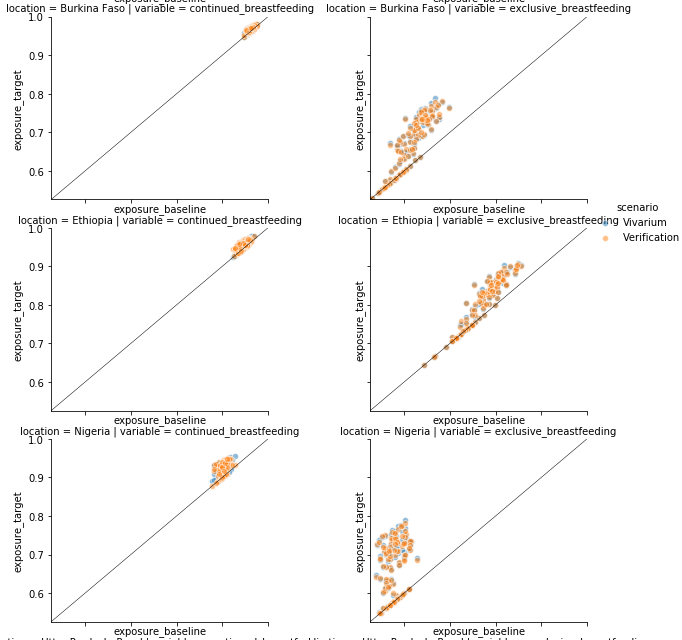 exposure_baseline exposure_baseline
location = Burkina Faso | variable = continued_breastfeeding location = Burkina Faso | variable = exclusive_breastfeeding
1.0
0.9
0.8
0.7
0.6
exposure_target
exposure_target
exposure_baseline exposure_baseline
location = Ethiopia | variable = continued_breastfeeding location = Ethiopia | variable = exclusive_breastfeeding
scenario
Vivarium
Verification
1.0
0.9
0.8
0.7
0.6
exposure_target
exposure_target
exposure_baseline exposure_baseline
location = Nigeria | variable = continued_breastfeeding location = Nigeria | variable = exclusive_breastfeeding
1.0
0.9
0.8
0.7
0.6
exposure_target
exposure_target
exposure_baseline exposure_baseline